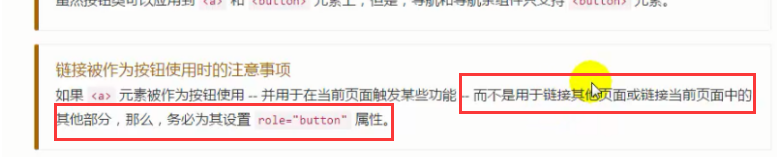 虽然按钮类可以应用到 <a> 和 <button> 元素上，但是，导航和导航条组件只支持 <button> 元素。
链接被作为按钮使用时的注意事项
如果 <a> 元素被作为按钮使用 -- 并用于在当前页面触发某些功能 -- 而不是用于链接其他页面或链接当前页面中的
其他部分，那么，务必为其设置 role="button" 属性。